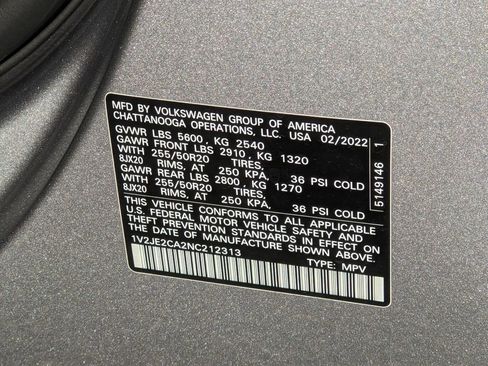 MFD BY VOLKSWAGEN GROUP OF AMERICA
CHATTANOOGA OPERATIONS, LLC. USA 02/2022
GVWR LBS 5600, KG 2540
GAWR FRONT LBS 2910, KG 1320
WITH 255/50R20 TIRES,
8JX20 RIMS, AT 250 KPA, 36 PSI COLD
GAWR REAR LBS 2800, KG 1270
WITH 255/50R20 TIRES,
8JX20 RIMS, AT 250 KPA, 36 PSI COLD
THIS VEHICLE CONFORMS TO ALL APPLICABLE
U.S. FEDERAL MOTOR VEHICLE SAFETY AND
THEFT PREVENTION STANDARDS IN EFFECT ON
THE DATE OF MANUFACTURE SHOWN ABOVE.
1V2JE2CA2NC212313 TYPE: MPV
5149146 1